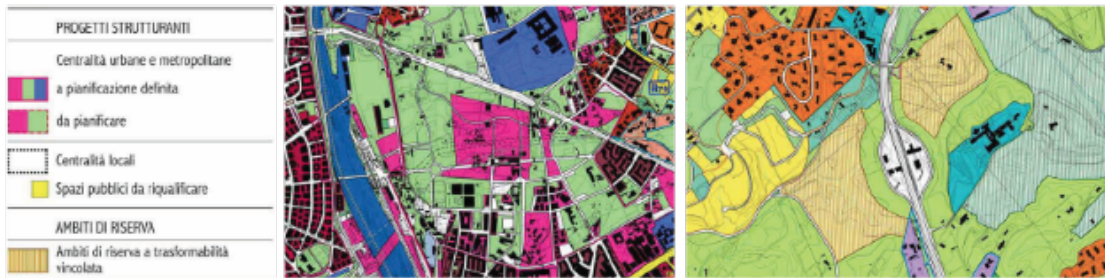 PROGETTI STRUTTURANTI
Centralità urbane e metropolitane
a pianificazione definita
da pianificare
Centralità locali
Spazi pubblici da riqualificare
AMBITI DI RISERVA
Ambiti di riserva a trasformabilità
vincolata